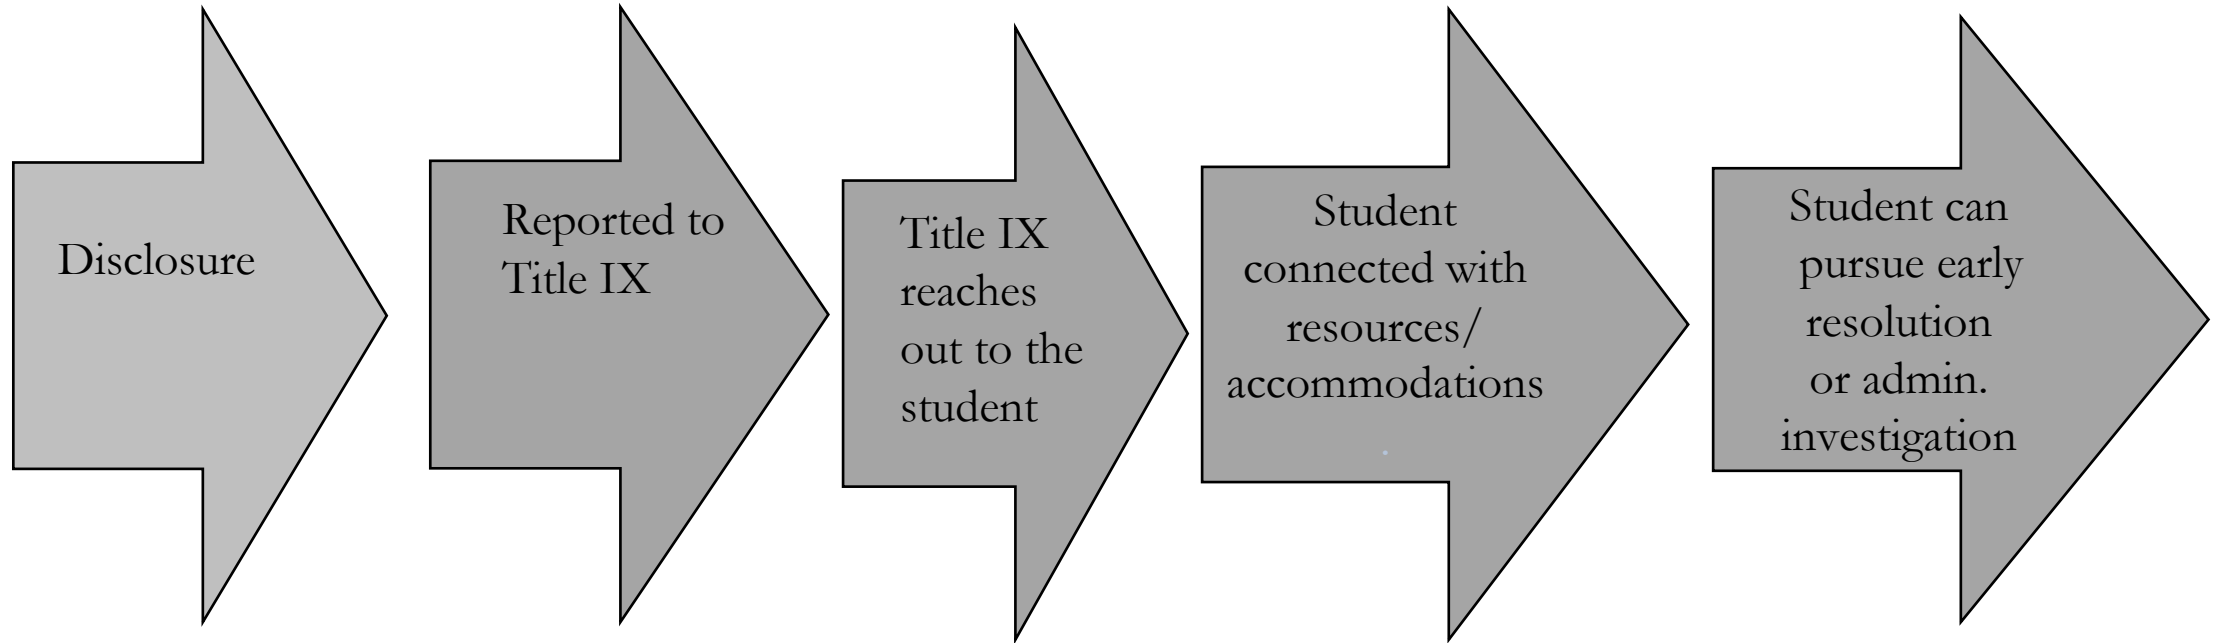 Disclosure
Reported to
Title IX
Title IX
reaches
out to the
student
Student
connected with
resources/
accommodations
Student can
pursue early
resolution
or admin.
investigation